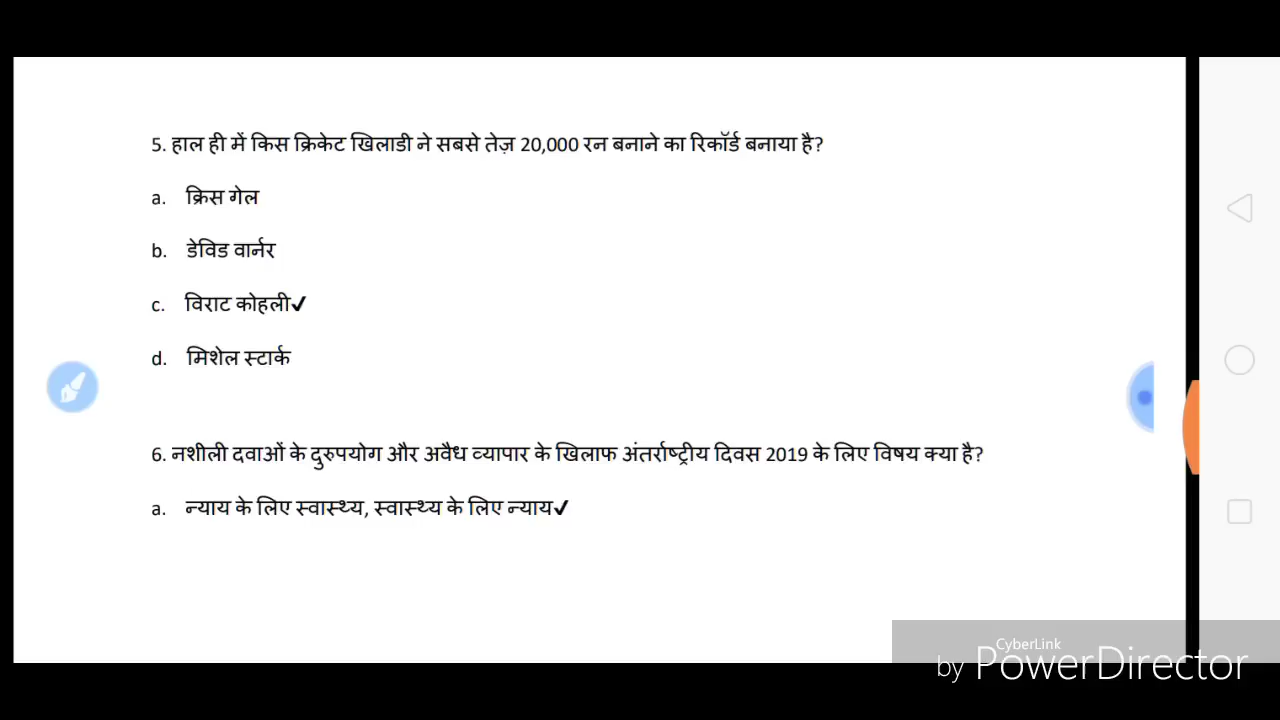 5. हाल ही में किस क्रिकेट खिलाडी ने सबसे तेज़ 20,000 रन बनाने का रिकॉर्ड बनाया है?
a. क्रिस गेल
b. डेविड वार्नर
c. विराट कोहली✓
d. मिशेल स्टार्क
6. नशीली दवाओं के दुरुपयोग और अवैध व्यापार के खिलाफ अंतर्राष्ट्रीय दिवस 2019 के लिए विषय क्या है?
a. न्याय के लिए स्वास्थ्य, स्वास्थ्य के लिए न्याय✓
CyberLink
by PowerDirector